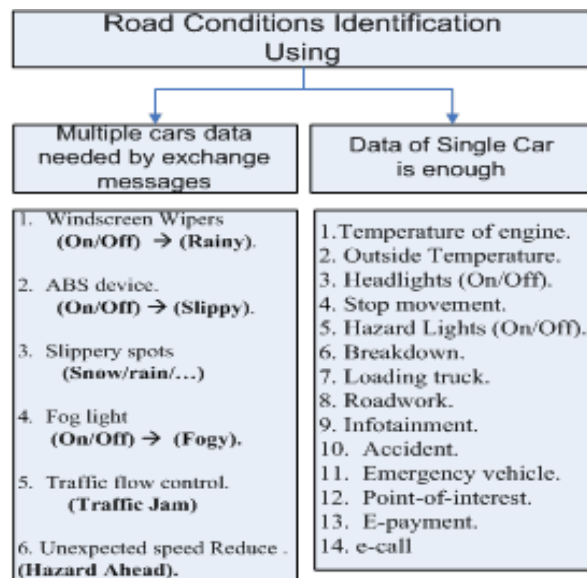 Road Conditions Identification
Using
Multiple cars data
needed by exchange
messages
Data of Single Car
is enough
1. Windscreen Wipers
(On/Off) → (Rainy).
2. ABS device.
(On/Off) → (Slippy).
3. Slippery spots
(Snow/rain/…)
4. Fog light
(On/Off) → (Fogy).
5. Traffic flow control.
(Traffic Jam)
6. Unexpected speed Reduce .
(Hazard Ahead).
1.Temperature of engine.
2. Outside Temperature.
3. Headlights (On/Off).
4. Stop movement.
5. Hazard Lights (On/Off).
6. Breakdown.
7. Loading truck.
8. Roadwork.
9. Infotainment.
10. Accident.
11. Emergency vehicle.
12. Point-of-interest.
13. E-payment.
14. e-call